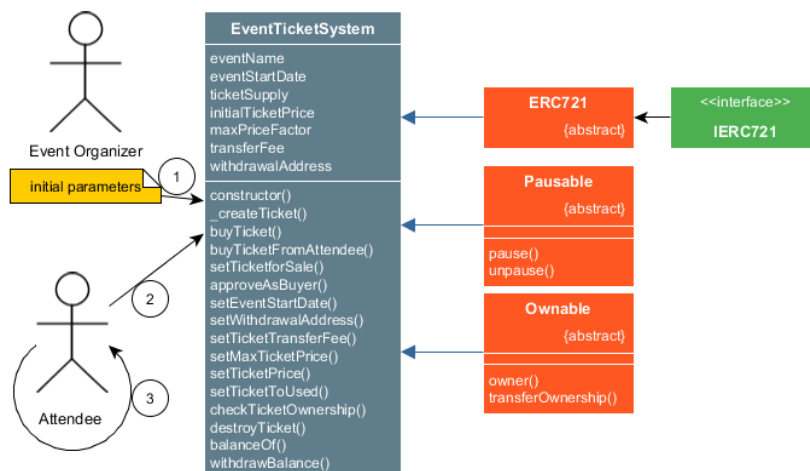 EventTicketSystem
eventName
eventStartDate
ticketSupply
initialTicketPrice
maxPriceFactor
transferFee
withdrawalAddress
constructor()
_createTicket()
buyTicket()
buyTicketFromAttendee()
setTicketforSale()
approveAsBuyer()
setEventStartDate()
setWithdrawalAddress()
setTicketTransferFee()
setMaxTicketPrice()
setTicketPrice()
setTicketToUsed()
checkTicketOwnership()
destroyTicket()
balanceOf()
withdrawBalance()
Event Organizer
initial parameters
1
2
3
Attendee
ERC721
{abstract}
<<interface>>
IERC721
Pausable
{abstract}
pause()
unpause()
Ownable
{abstract}
owner()
transferOwnership()